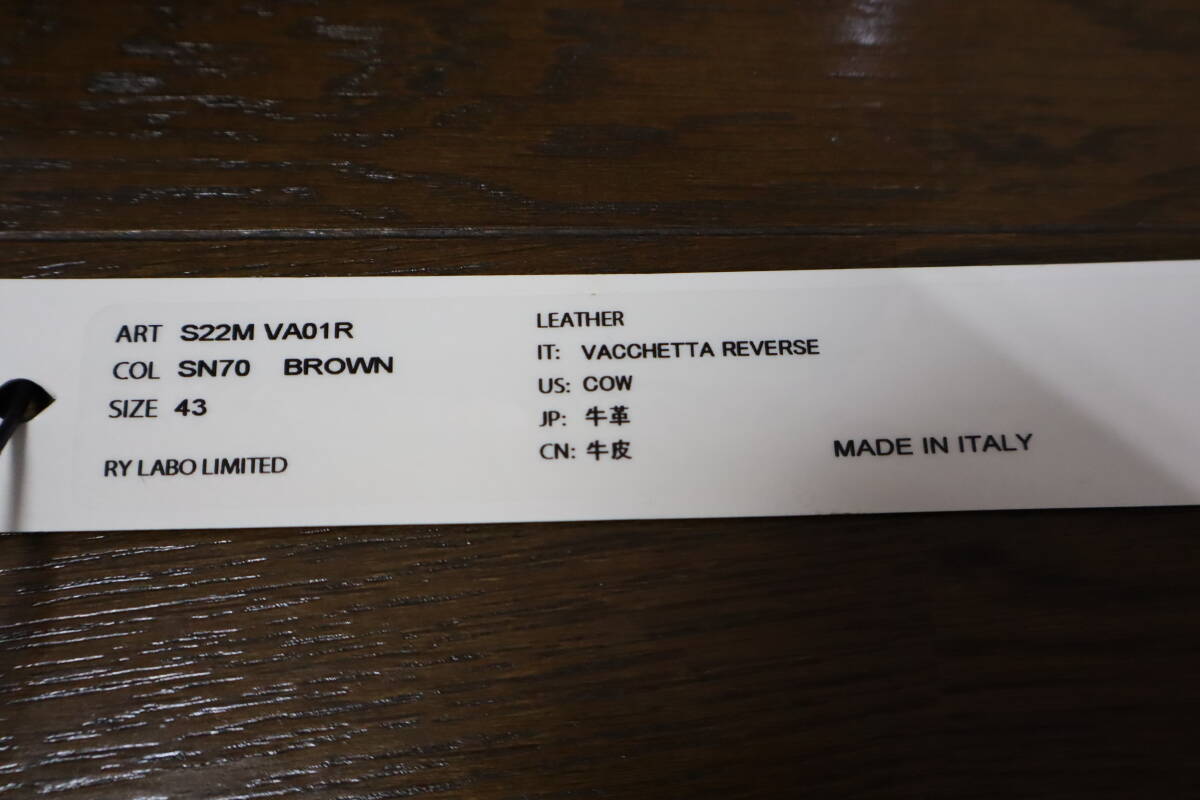 ART S22M VA01R
COL SN70 BROWN
SIZE 43
RY LABO LIMITED
LEATHER
IT: VACCHETTA REVERSE
US: COW
JP: 牛革
CN: 牛皮
MADE IN ITALY